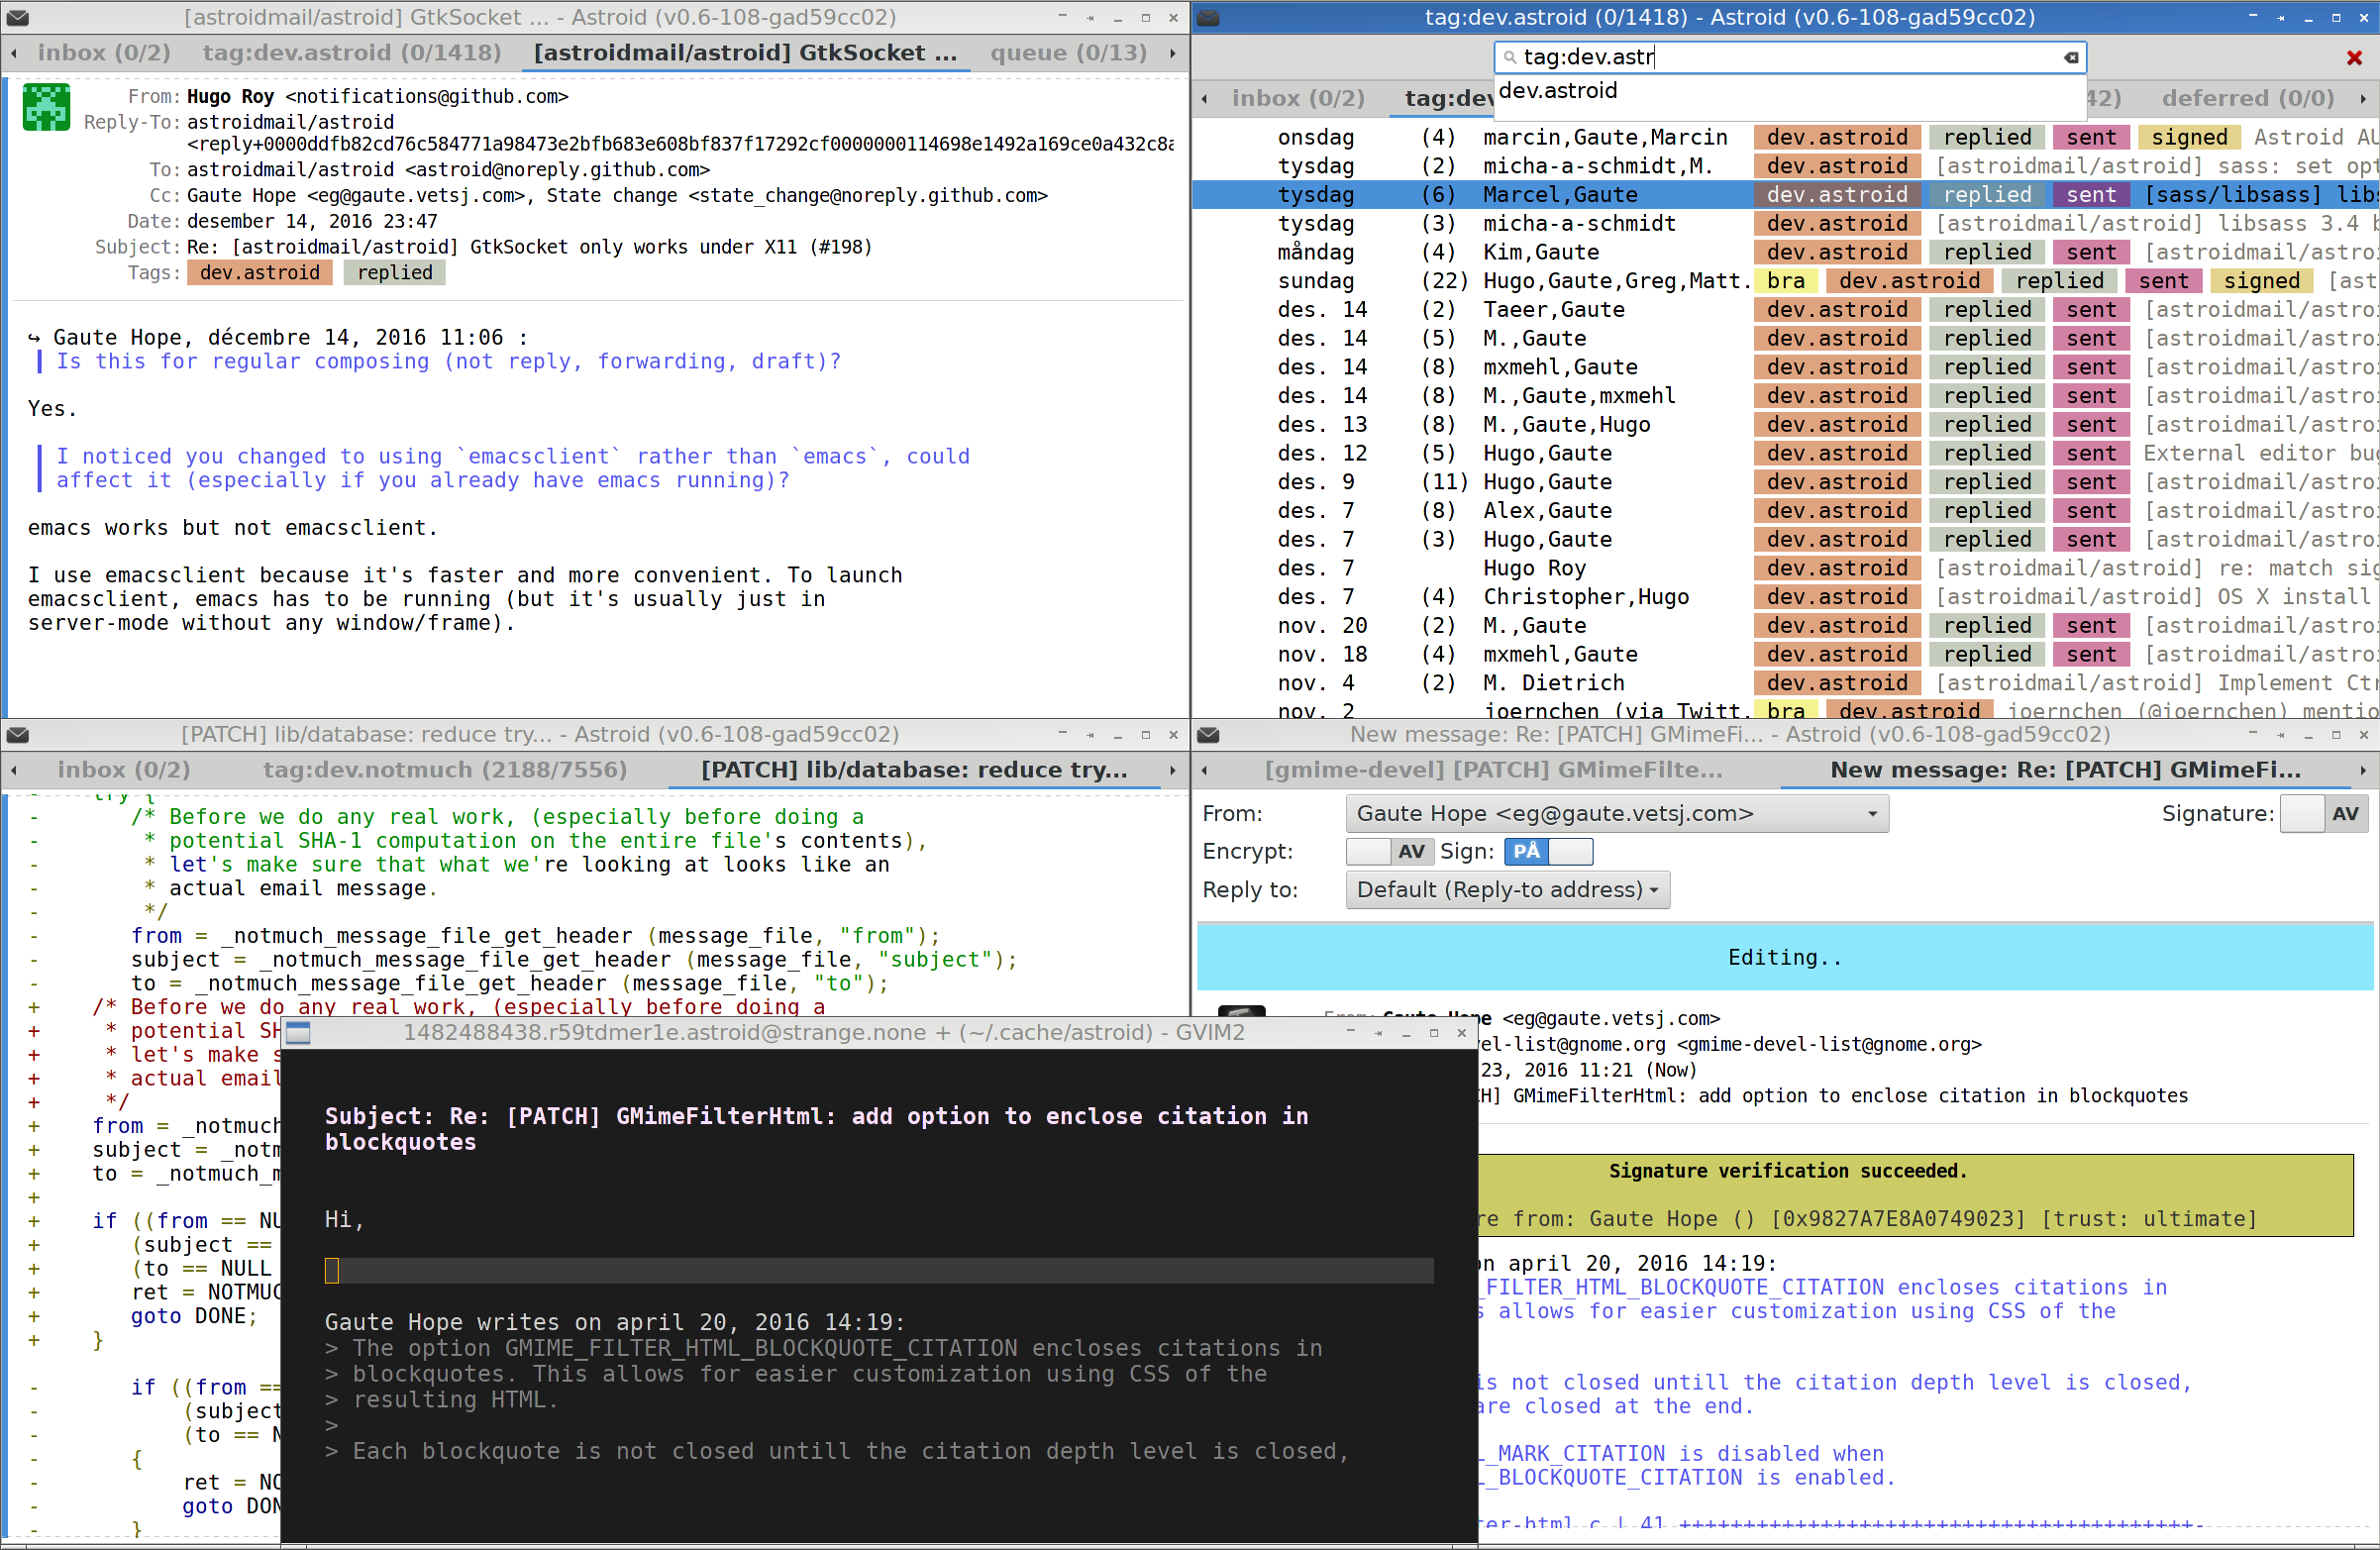 [astroidmail/astroid] GtkSocket ... - Astroid (v0.6-108-gad59cc02)
inbox (0/2) tag:dev.astroid (0/1418) [astroidmail/astroid] GtkSocket ... queue (0/13)
From: Hugo Roy <notifications@github.com>
Reply-To: astroidmail/astroid
<reply+0000ddfb82cd76c584771a98473e2bfb683e608bf837f17292cf0000000114698e1492a169ce0a432c8a
To: astroidmail/astroid <astroid@noreply.github.com>
Cc: Gaute Hope <eg@gaute.vetsj.com>, State change <state_change@noreply.github.com>
Date: desember 14, 2016 23:47
Subject: Re: [astroidmail/astroid] GtkSocket only works under X11 (#198)
Tags: dev.astroid replied
↪ Gaute Hope, décembre 14, 2016 11:06 :
Is this for regular composing (not reply, forwarding, draft)?
Yes.
I noticed you changed to using `emacsclient` rather than `emacs`, could
affect it (especially if you already have emacs running)?
emacs works but not emacsclient.
I use emacsclient because it's faster and more convenient. To launch
emacsclient, emacs has to be running (but it's usually just in
server-mode without any window/frame).
tag:dev.astroid (0/1418) - Astroid (v0.6-108-gad59cc02)
tag:dev.astr
dev.astroid
inbox (0/2) tag:dev 42) deferred (0/0)
onsdag (4) marcin,Gaute,Marcin dev.astroid replied sent signed Astroid AU
tysdag (2) micha-a-schmidt,M. dev.astroid [astroidmail/astroid] sass: set opt
tysdag (6) Marcel,Gaute dev.astroid replied sent [sass/libsass] libs
tysdag (3) micha-a-schmidt dev.astroid [astroidmail/astroid] libsass 3.4 b
måndag (4) Kim,Gaute dev.astroid replied sent [astroidmail/astroi
sundag (22) Hugo,Gaute,Greg,Matt. bra dev.astroid replied sent signed [ast
des. 14 (2) Taeer,Gaute dev.astroid replied sent [astroidmail/astroi
des. 14 (5) M.,Gaute dev.astroid replied sent [astroidmail/astroi
des. 14 (8) mxmehl,Gaute dev.astroid replied sent [astroidmail/astroi
des. 14 (8) M.,Gaute,mxmehl dev.astroid replied sent [astroidmail/astroi
des. 13 (8) M.,Gaute,Hugo dev.astroid replied sent [astroidmail/astroi
des. 12 (5) Hugo,Gaute dev.astroid replied sent External editor bug
des. 9 (11) Hugo,Gaute dev.astroid replied sent [astroidmail/astroi
des. 7 (8) Alex,Gaute dev.astroid replied sent [astroidmail/astroi
des. 7 (3) Hugo,Gaute dev.astroid replied sent [astroidmail/astroi
des. 7 Hugo Roy dev.astroid [astroidmail/astroid] re: match sig
des. 7 (4) Christopher,Hugo dev.astroid [astroidmail/astroid] OS X install
nov. 20 (2) M.,Gaute dev.astroid replied sent [astroidmail/astroi
nov. 18 (4) mxmehl,Gaute dev.astroid replied sent [astroidmail/astroi
nov. 4 (2) M. Dietrich dev.astroid [astroidmail/astroid] Implement Ctr
nov. 2 joernchen (via Twitt. bra dev.astroid joernchen (@joernchen) mentio
[PATCH] lib/database: reduce try... - Astroid (v0.6-108-gad59cc02)
inbox (0/2) tag:dev.notmuch (2188/7556) [PATCH] lib/database: reduce try...
- try {
- /* Before we do any real work, (especially before doing a
- * potential SHA-1 computation on the entire file's contents),
- * let's make sure that what we're looking at looks like an
- * actual email message.
- */
- from = _notmuch_message_file_get_header (message_file, "from");
- subject = _notmuch_message_file_get_header (message_file, "subject");
- to = _notmuch_message_file_get_header (message_file, "to");
+ /* Before we do any real work, (especially before doing a
+ * potential SH
+ * let's make s
+ * actual email
+ */
+ from = _notmuch
+ subject = _notm
+ to = _notmuch_m
+
+ if ((from == NU
+ (subject ==
+ (to == NULL
+ ret = NOTMUC
+ goto DONE;
+ }
- if ((from ==
- (subject
- (to == N
- {
- ret = NO
- goto DON
- }
New message: Re: [PATCH] GMimeFi... - Astroid (v0.6-108-gad59cc02)
[gmime-devel] [PATCH] GMimeFilte... New message: Re: [PATCH] GMimeFi...
From: Gaute Hope <eg@gaute.vetsj.com> Signature: AV
Encrypt: AV Sign: PÅ
Reply to: Default (Reply-to address)
Editing..
From: Gaute Hope <eg@gaute.vetsj.com>
el-list@gnome.org <gmime-devel-list@gnome.org>
23, 2016 11:21 (Now)
H] GMimeFilterHtml: add option to enclose citation in blockquotes
Signature verification succeeded.
re from: Gaute Hope () [0x9827A7E8A0749023] [trust: ultimate]
on april 20, 2016 14:19:
_FILTER_HTML_BLOCKQUOTE_CITATION encloses citations in
s allows for easier customization using CSS of the
is not closed untill the citation depth level is closed,
are closed at the end.
L_MARK_CITATION is disabled when
L_BLOCKQUOTE_CITATION is enabled.
ter-html.c | 41 ++++++++++++++++++++++++++++++++++++++++-
1482488438.r59tdmer1e.astroid@strange.none + (~/.cache/astroid) - GVIM2
Subject: Re: [PATCH] GMimeFilterHtml: add option to enclose citation in
blockquotes
Hi,
Gaute Hope writes on april 20, 2016 14:19:
> The option GMIME_FILTER_HTML_BLOCKQUOTE_CITATION encloses citations in
> blockquotes. This allows for easier customization using CSS of the
> resulting HTML.
>
> Each blockquote is not closed untill the citation depth level is closed,